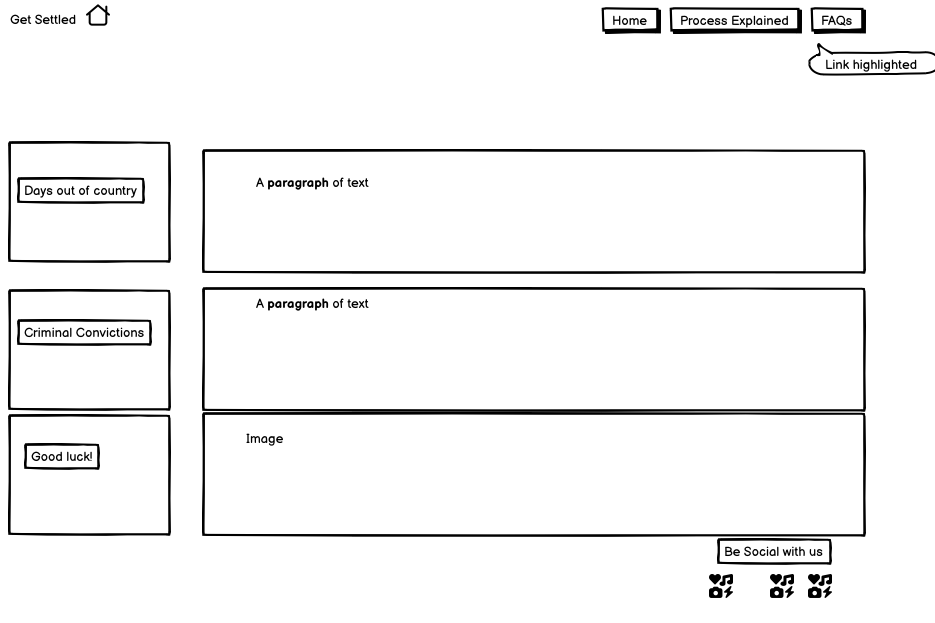 Get Settled
Home
Process Explained
FAQs
Link highlighted
Days out of country
A paragraph of text
Criminal Convictions
A paragraph of text
Good luck!
Image
Be Social with us